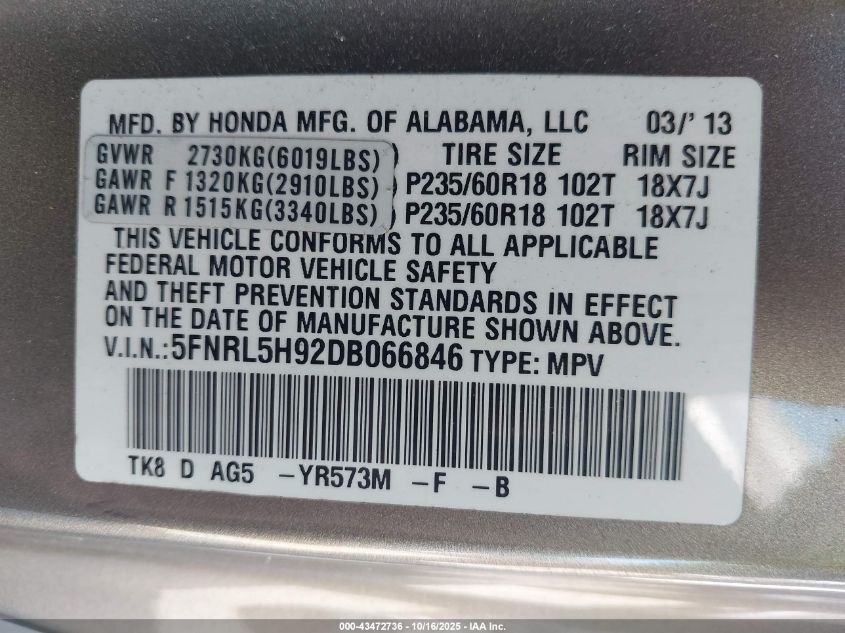 MFD. BY HONDA MFG. OF ALABAMA, LLC 03/' 13
GVWR 2730KG(6019LBS) ) TIRE SIZE RIM SIZE
GAWR F 1320KG(2910LBS) ) P235/60R18 102T 18X7J
GAWR R 1515KG(3340LBS) ) P235/60R18 102T 18X7J
THIS VEHICLE CONFORMS TO ALL APPLICABLE
FEDERAL MOTOR VEHICLE SAFETY
AND THEFT PREVENTION STANDARDS IN EFFECT
ON THE DATE OF MANUFACTURE SHOWN ABOVE.
V.I.N.:5FNRL5H92DB066846 TYPE: MPV
TK8 D AG5 -YR573M -F -B
000-43472736 - 10/16/2025 - IAA Inc.